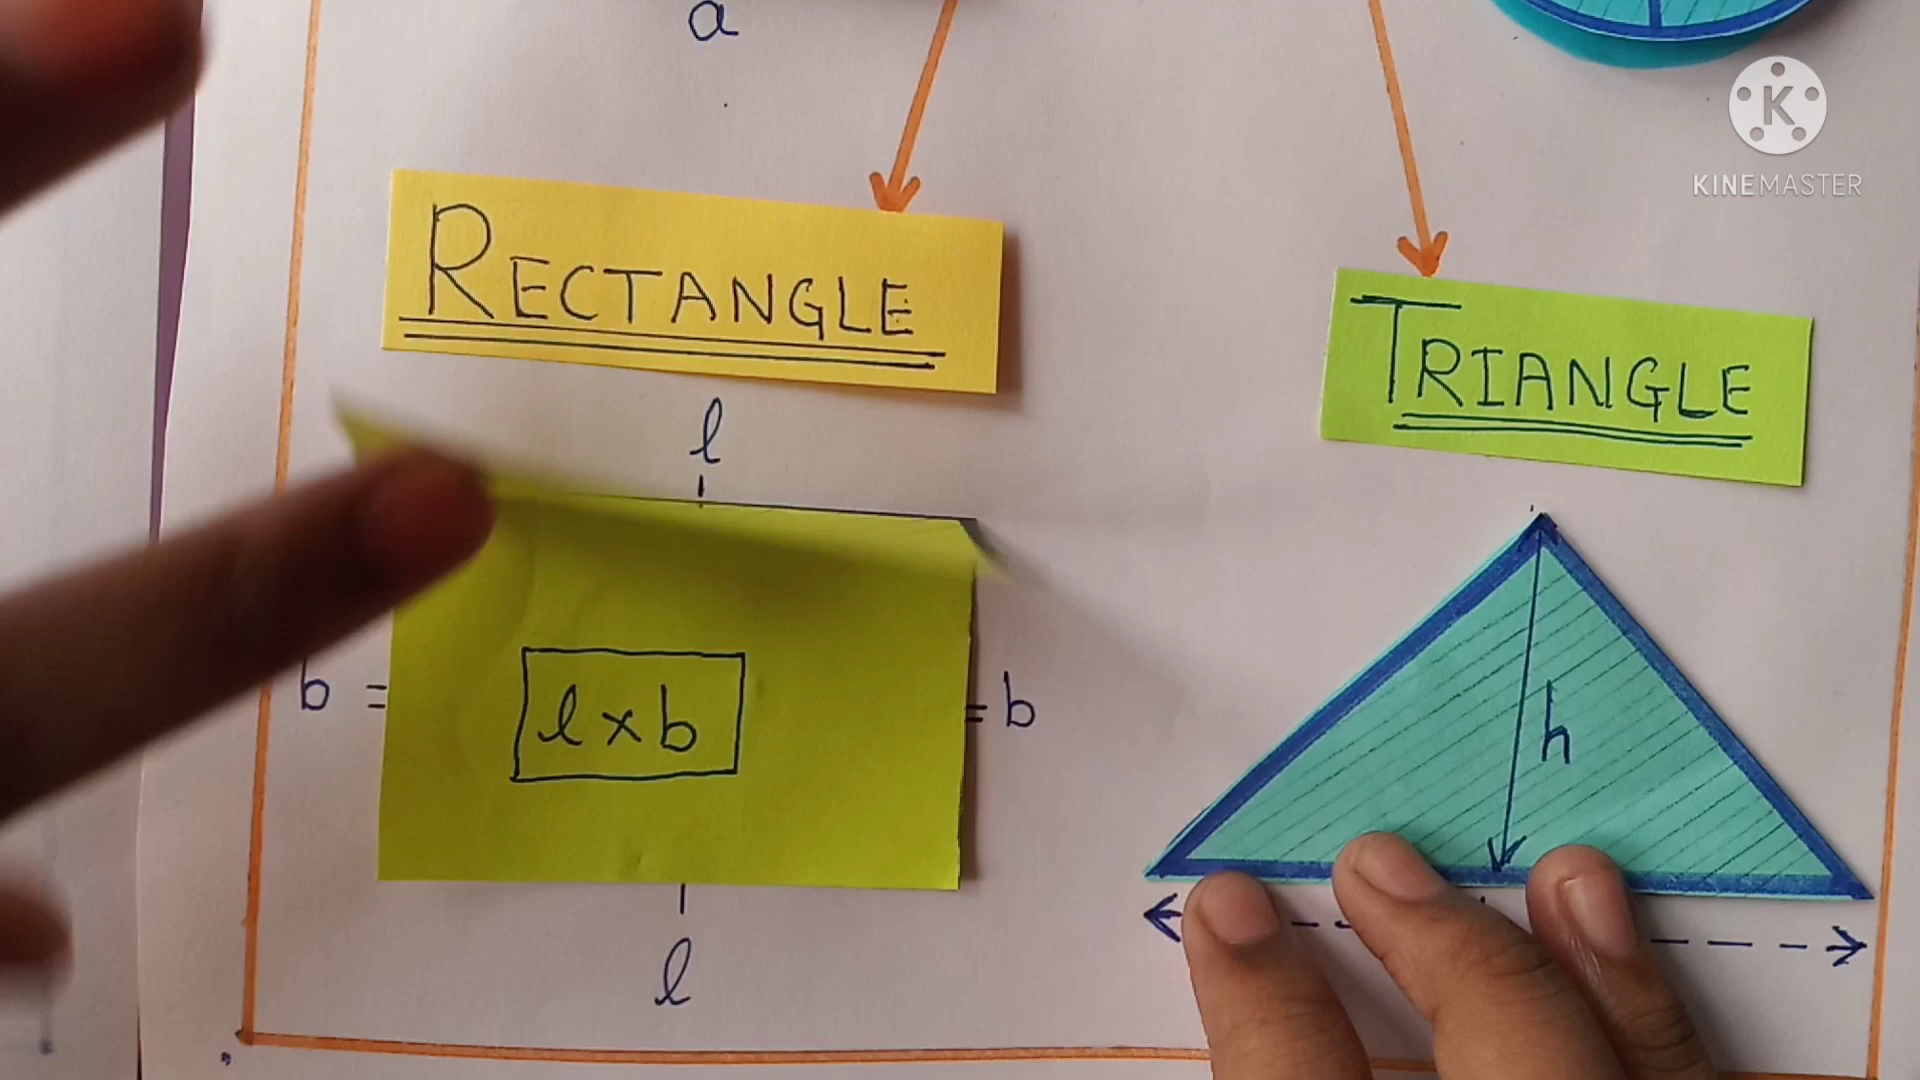 a
KINEMASTER
RECTANGLE
TRIANGLE
l
b =
l x b
= b
h
l